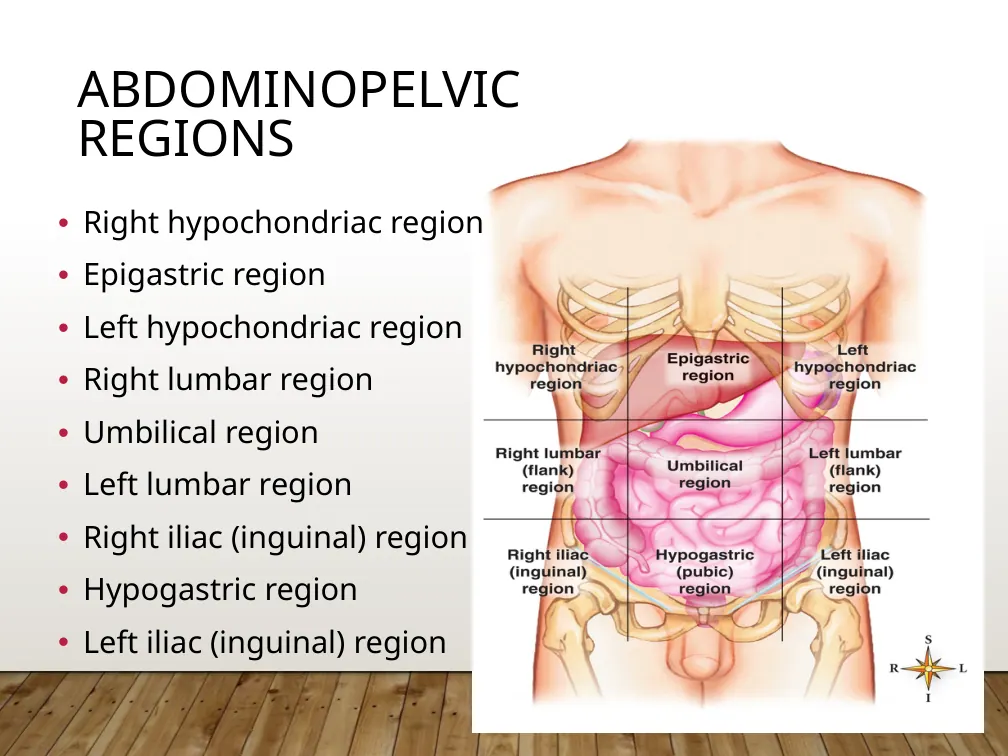 ABDOMINOPELVIC
REGIONS
• Right hypochondriac region
• Epigastric region
• Left hypochondriac region
• Right lumbar region
• Umbilical region
• Left lumbar region
• Right iliac (inguinal) region
• Hypogastric region
• Left iliac (inguinal) region
Right
hypochondriac
region
Epigastric
region
Left
hypochondriac
region
Right lumbar
(flank)
region
Umbilical
region
Left lumbar
(flank)
region
Right iliac
(inguinal)
region
Hypogastric
(pubic)
region
Left iliac
(inguinal)
region
S
R L
I